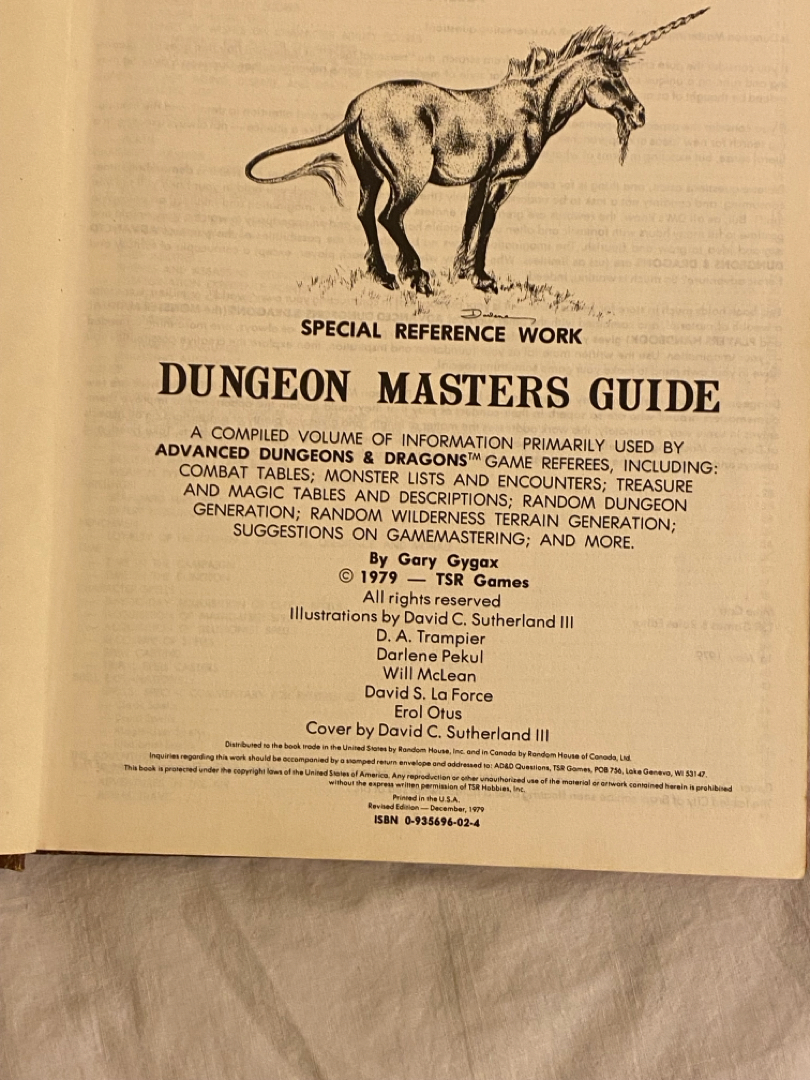 Darlene
SPECIAL REFERENCE WORK
DUNGEON MASTERS GUIDE
A COMPILED VOLUME OF INFORMATION PRIMARILY USED BY
ADVANCED DUNGEONS & DRAGONS™ GAME REFEREES, INCLUDING:
COMBAT TABLES; MONSTER LISTS AND ENCOUNTERS; TREASURE
AND MAGIC TABLES AND DESCRIPTIONS; RANDOM DUNGEON
GENERATION; RANDOM WILDERNESS TERRAIN GENERATION;
SUGGESTIONS ON GAMEMASTERING; AND MORE.
By Gary Gygax
© 1979 — TSR Games
All rights reserved
Illustrations by David C. Sutherland III
D. A. Trampier
Darlene Pekul
Will McLean
David S. La Force
Erol Otus
Cover by David C. Sutherland III
Distributed to the book trade in the United States by Random House, Inc. and in Canada by Random House of Canada, Ltd.
Inquiries regarding this work should be accompanied by a stamped return envelope and addressed to: AD&D Questions, TSR Games, POB 756, Lake Geneva, WI 53147.
This book is protected under the copyright laws of the United States of America. Any reproduction or other unauthorized use of the material or artwork contained herein is prohibited
without the express written permission of TSR Hobbies, Inc.
Printed in the U.S.A.
Revised Edition — December, 1979
ISBN 0-935696-02-4